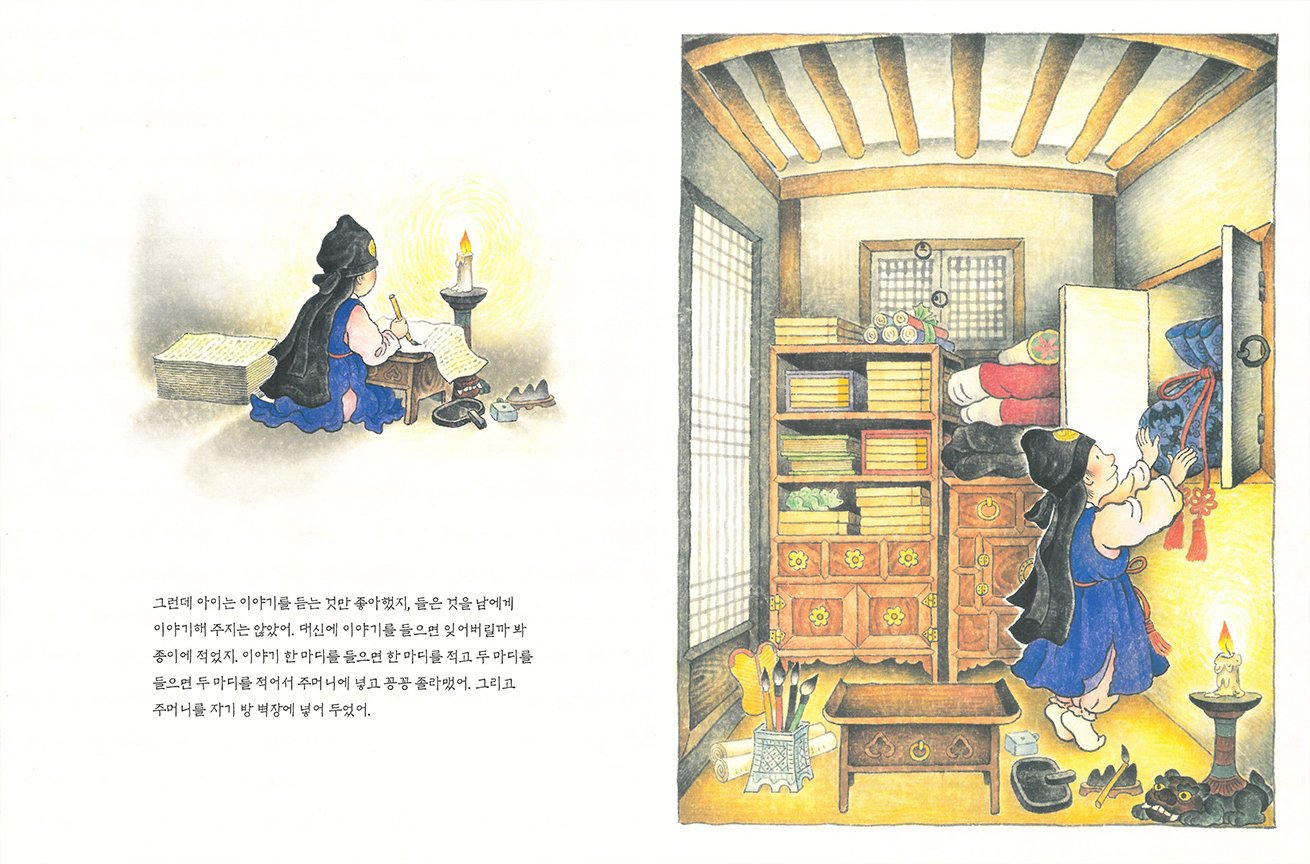 그런데 아이는 이야기를 듣는 것만 좋아했지, 들은 것을 남에게
이야기해 주지는 않았어. 대신에 이야기를 들으면 잊어버릴까 봐
종이에 적었지. 이야기 한 마디를 들으면 한 마디를 적고 두 마디를
들으면 두 마디를 적어서 주머니에 넣고 꽁꽁 졸라맸어. 그리고
주머니를 자기 방 벽장에 넣어 두었어.